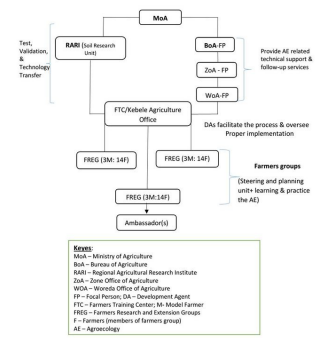 MoA
Test,
Validation,
&
Technology
Transfer
RARI (Soil Research
Unit)
BoA-FP
ZoA - FP
WoA-FP
Provide AE related
technical support &
follow-up services
FTC/Kebele Agriculture
Office
DAs facilitate the process & oversee
Proper implementation
FREG (3M: 14F)
FREG (3M: 14F)
FREG (3M:14F)
Farmers groups
(Steering and planning
unit+ learning & practice
the AE)
Ambassador(s)
Keyes:
MoA – Ministry of Agriculture
BoA – Bureau of Agriculture
RARI – Regional Agricultural Research Institute
ZoA – Zone Office of Agriculture
WOA – Woreda Office of Agriculture
FP – Focal Person; DA – Development Agent
FTC – Farmers Training Center; M- Model Farmer
FREG – Farmers Research and Extension Groups
F – Farmers (members of farmers group)
AE – Agroecology